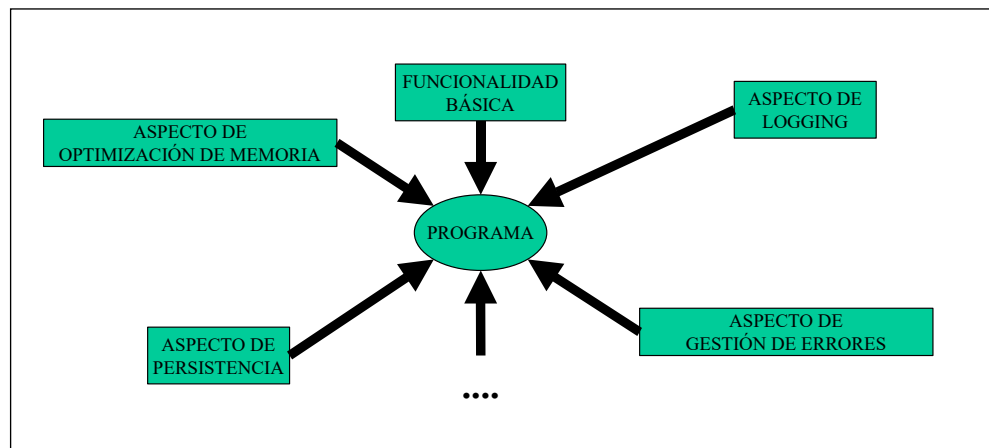 FUNCIONALIDAD
BÁSICA
ASPECTO DE
LOGGING
ASPECTO DE
OPTIMIZACIÓN DE MEMORIA
PROGRAMA
ASPECTO DE
PERSISTENCIA
ASPECTO DE
GESTIÓN DE ERRORES
....